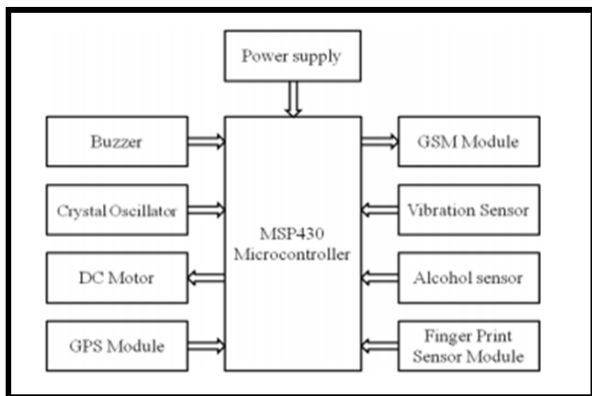 Power supply
Buzzer
GSM Module
Crystal Oscillator
Vibration Sensor
MSP430
Microcontroller
DC Motor
Alcohol sensor
GPS Module
Finger Print
Sensor Module